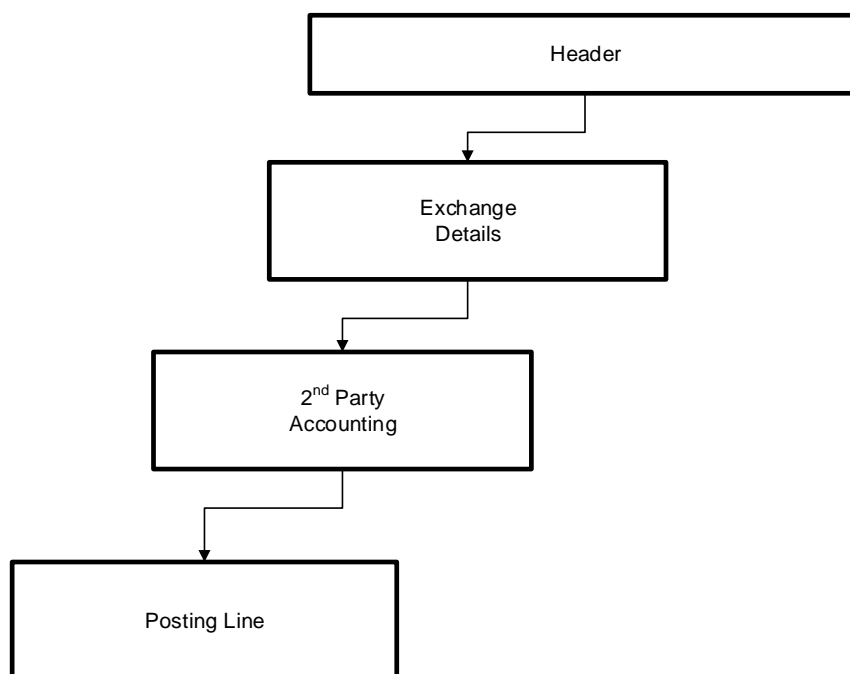 Header
Exchange
Details
2nd Party
Accounting
Posting Line